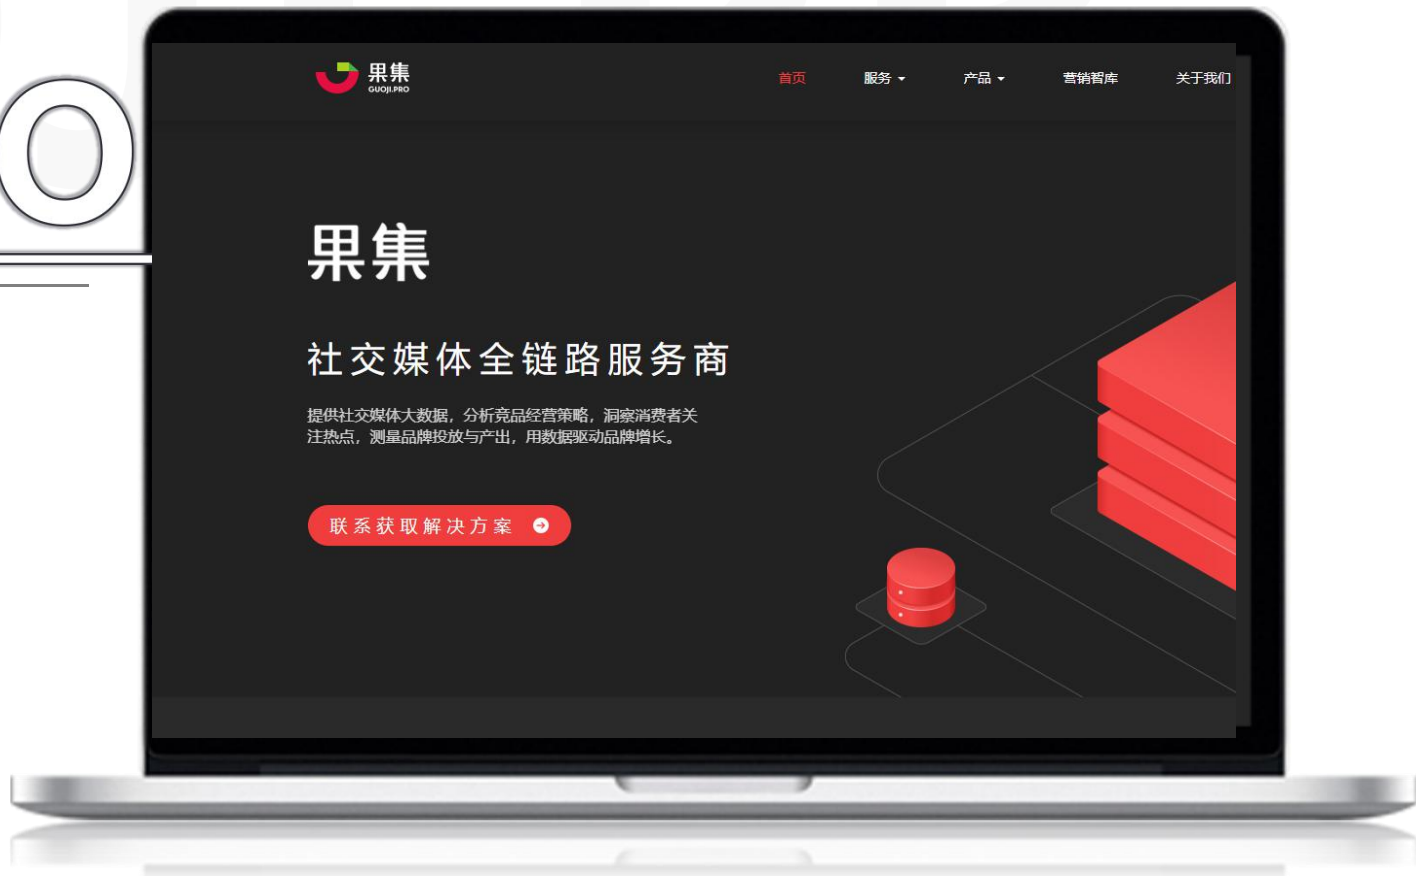 O
果集
GUOJI.PRO
首页 服务 产品 营销智库 关于我们
果集
社交媒体全链路服务商
提供社交媒体大数据，分析竞品经营策略，洞察消费者关
注热点，测量品牌投放与产出，用数据驱动品牌增长。
联系获取解决方案